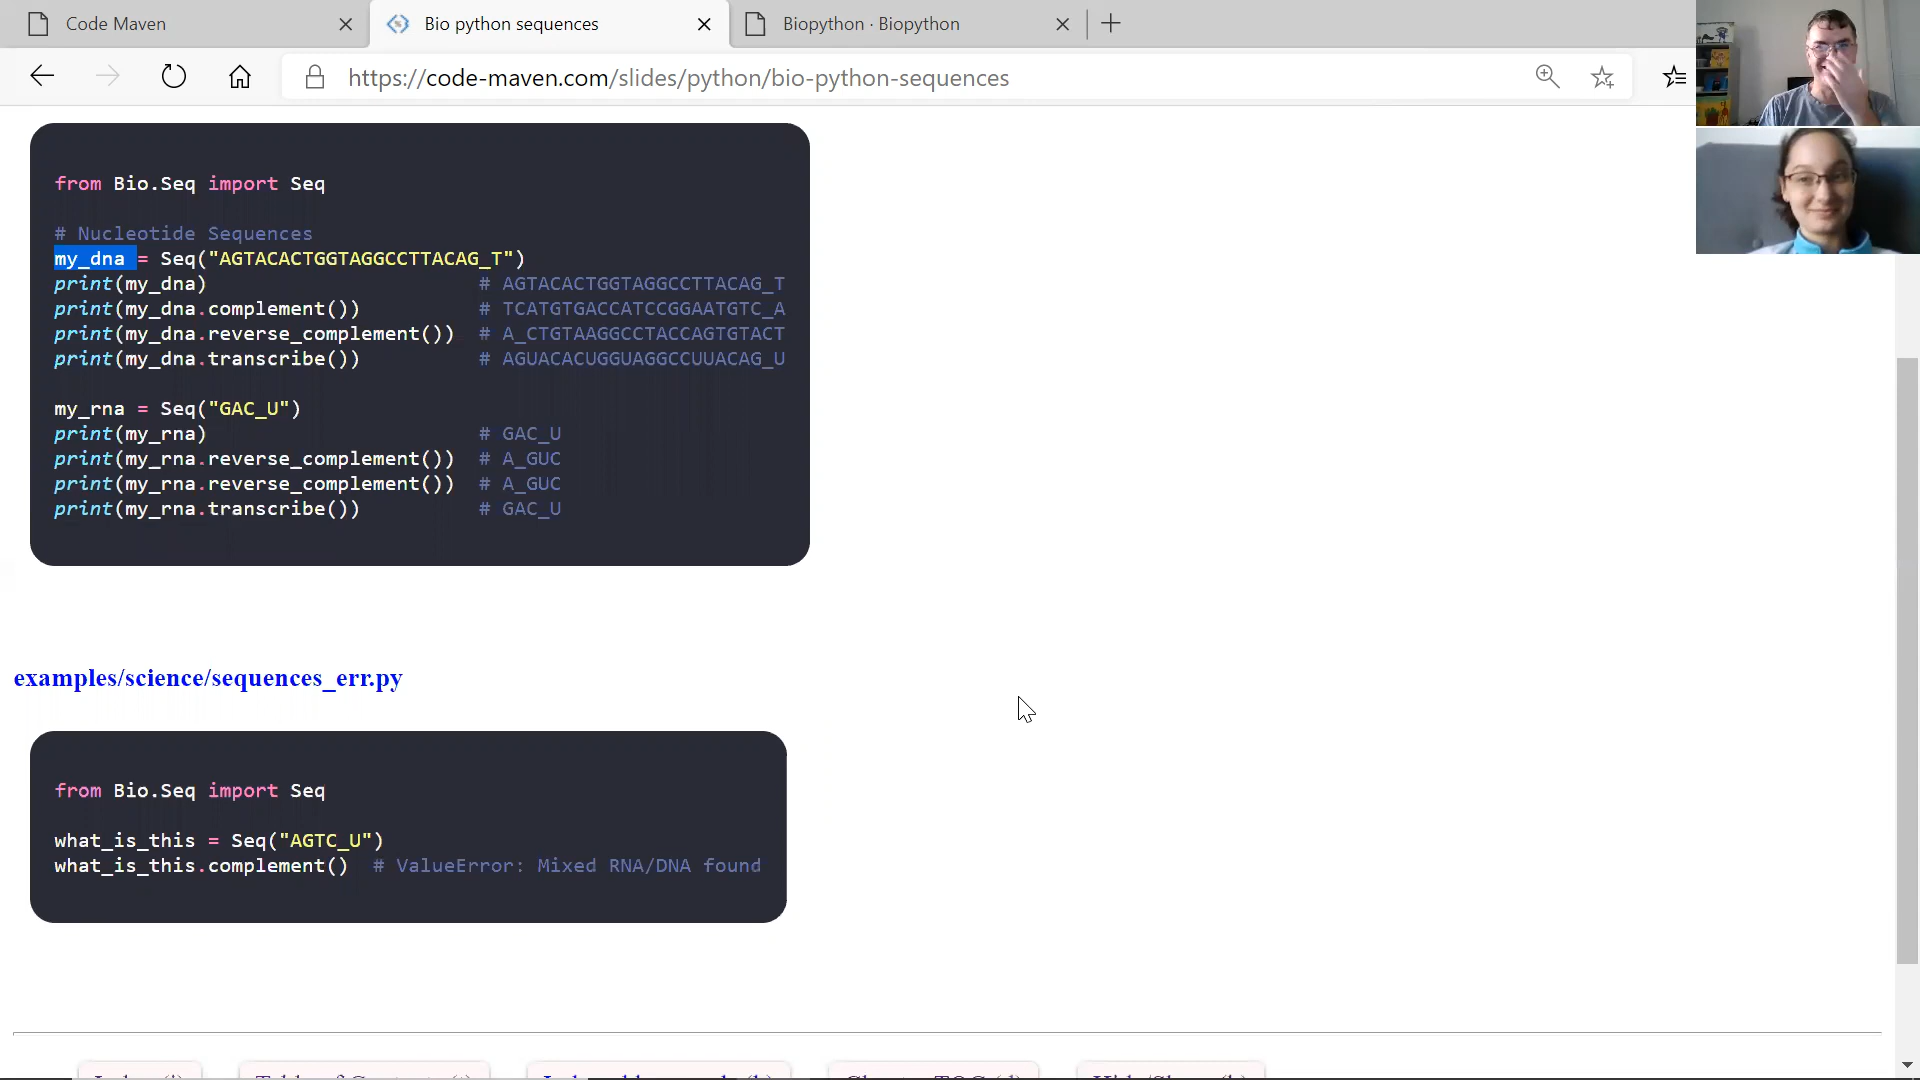 Code Maven
Bio python sequences
Biopython · Biopython
https://code-maven.com/slides/python/bio-python-sequences
from Bio.Seq import Seq
# Nucleotide Sequences
my_dna = Seq("AGTACACTGGTAGGCCTTACAG_T")
print(my_dna) # AGTACACTGGTAGGCCTTACAG_T
print(my_dna.complement()) # TCATGTGACCATCCGGAATGTC_A
print(my_dna.reverse_complement()) # A_CTGTAAGGCCTACCAGTGTACT
print(my_dna.transcribe()) # AGUACACUGGUAGGCCUUACAG_U
my_rna = Seq("GAC_U")
print(my_rna) # GAC_U
print(my_rna.reverse_complement()) # A_GUC
print(my_rna.reverse_complement()) # A_GUC
print(my_rna.transcribe()) # GAC_U
examples/science/sequences_err.py
from Bio.Seq import Seq
what_is_this = Seq("AGTC_U")
what_is_this.complement() # ValueError: Mixed RNA/DNA found